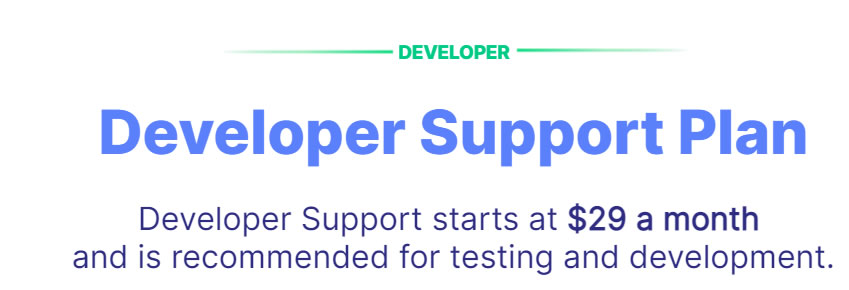 DEVELOPER
Developer Support Plan
Developer Support starts at $29 a month
and is recommended for testing and development.